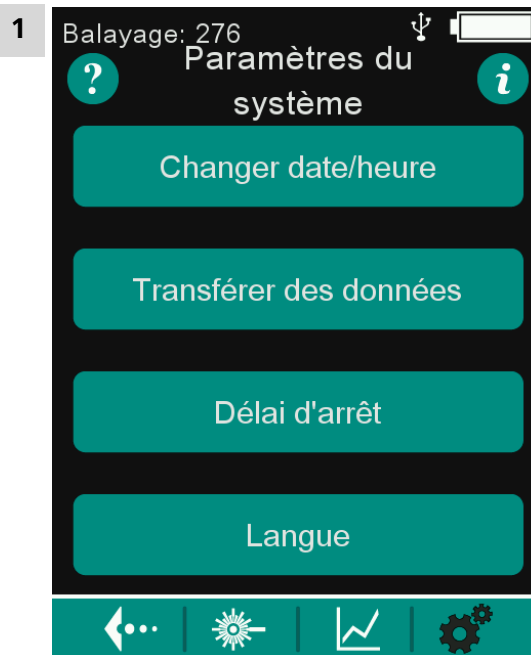 1
Balayage: 276
Paramètres du
système
?
i
Changer date/heure
Transférer des données
Délai d'arrêt
Langue